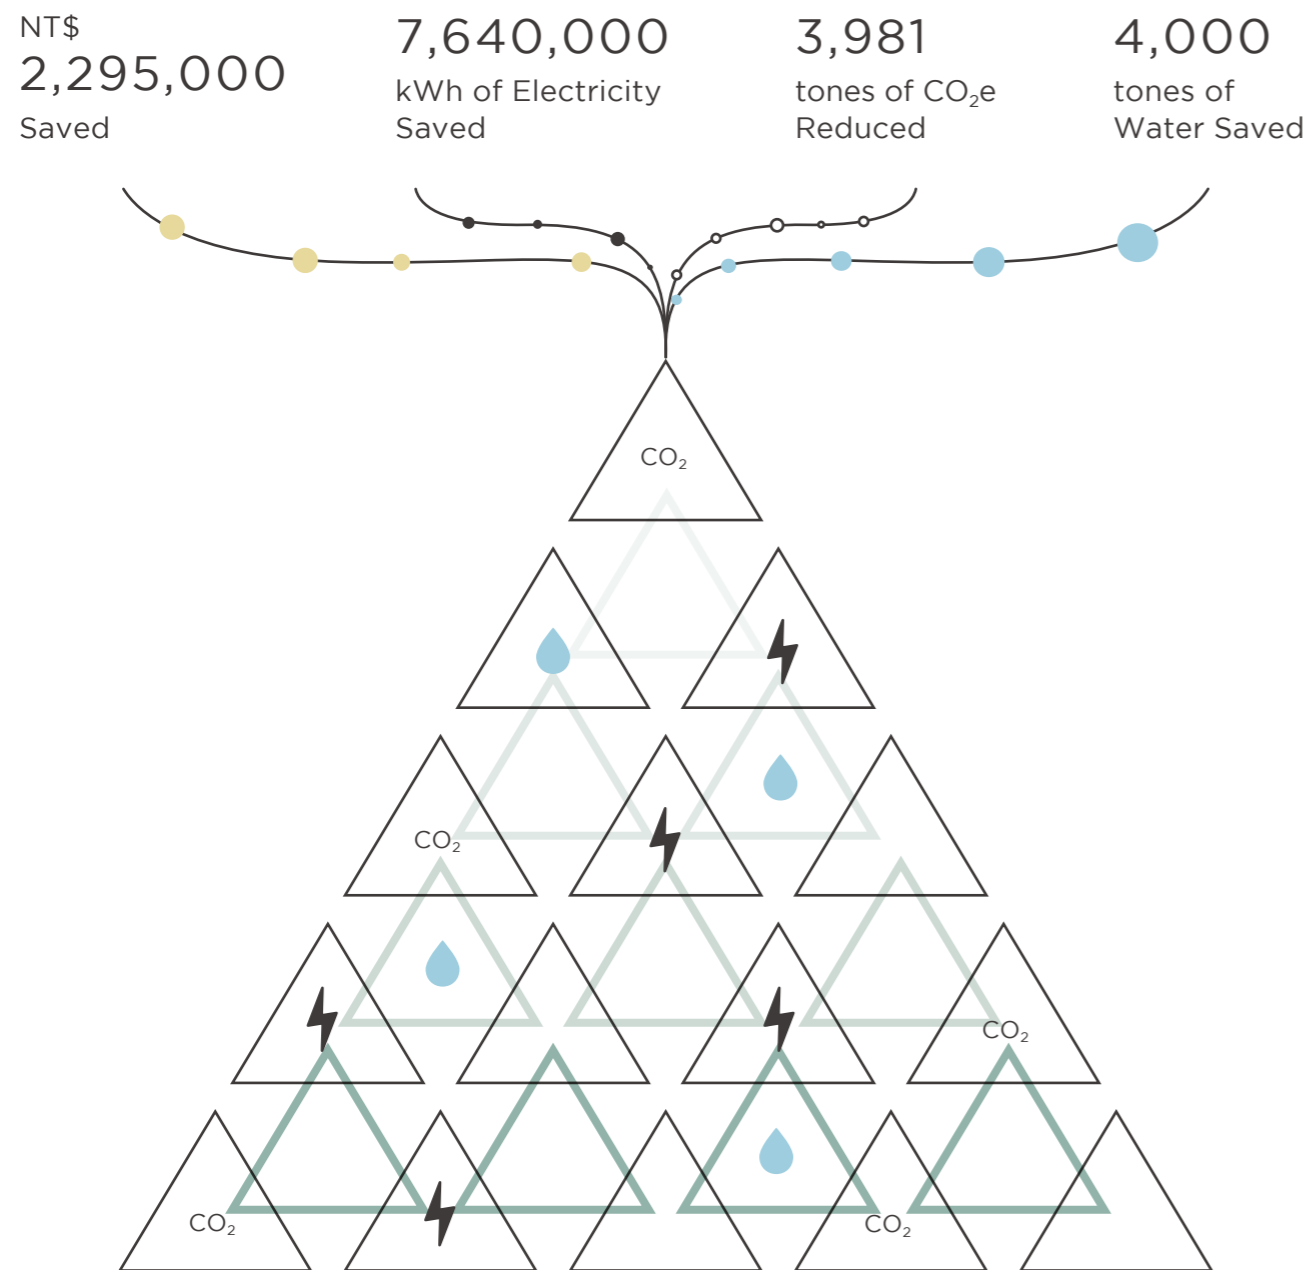 NT$
2,295,000
Saved
7,640,000
kWh of Electricity
Saved
3,981
tones of CO₂e
Reduced
4,000
tones of
Water Saved
CO₂
CO₂
CO₂
CO₂
CO₂